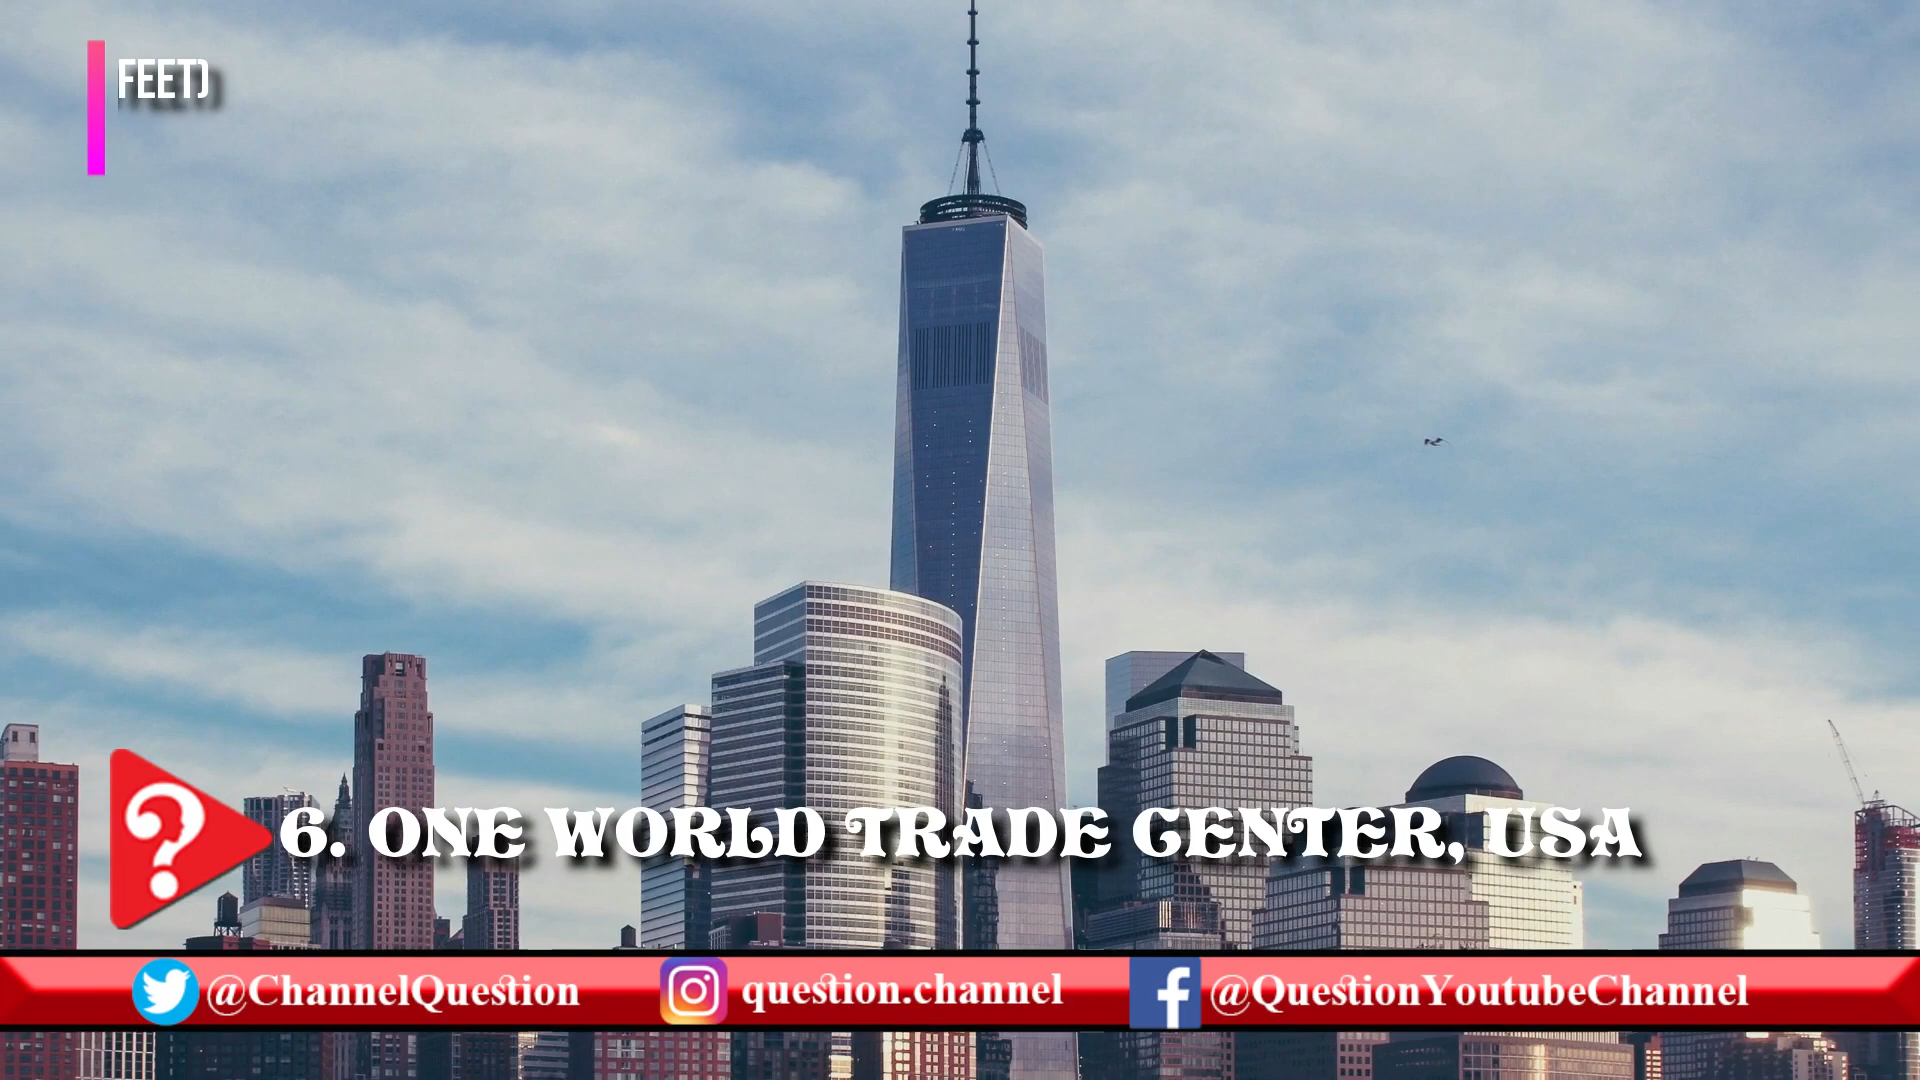 FEET)
?
6. ONE WORLD TRADE CENTER, USA
@ChannelQuestion question.channel @QuestionYoutubeChannel